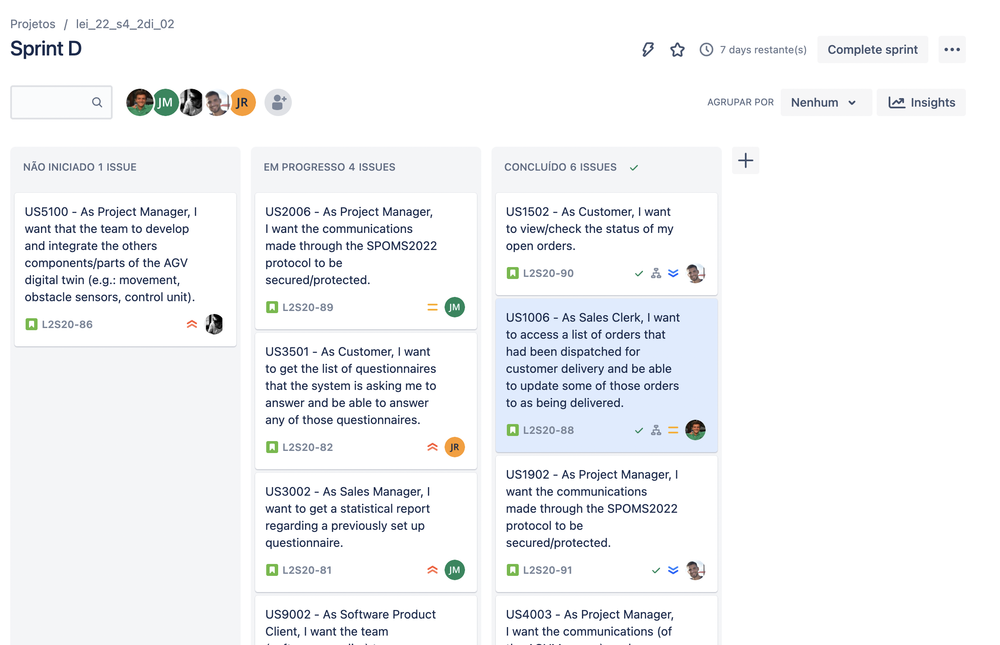 Projetos / lei_22_s4_2di_02
Sprint D
7 days restante(s)
Complete sprint
JM
JR
AGRUPAR POR
Nenhum
Insights
NÃO INICIADO 1 ISSUE
US5100 - As Project Manager, I
want that the team to develop
and integrate the others
components/parts of the AGV
digital twin (e.g.: movement,
obstacle sensors, control unit).
L2S20-86
EM PROGRESSO 4 ISSUES
US2006 - As Project Manager,
I want the communications
made through the SPOMS2022
protocol to be
secured/protected.
L2S20-89
JM
US3501 - As Customer, I want
to get the list of questionnaires
that the system is asking me to
answer and be able to answer
any of those questionnaires.
L2S20-82
JR
US3002 - As Sales Manager, I
want to get a statistical report
regarding a previously set up
questionnaire.
L2S20-81
JM
US9002 - As Software Product
Client, I want the team
CONCLUÍDO 6 ISSUES
US1502 - As Customer, I want
to view/check the status of my
open orders.
L2S20-90
US1006 - As Sales Clerk, I want
to access a list of orders that
had been dispatched for
customer delivery and be able
to update some of those orders
to as being delivered.
L2S20-88
US1902 - As Project Manager, I
want the communications
made through the SPOMS2022
protocol to be
secured/protected.
L2S20-91
US4003 - As Project Manager,
I want the communications (of